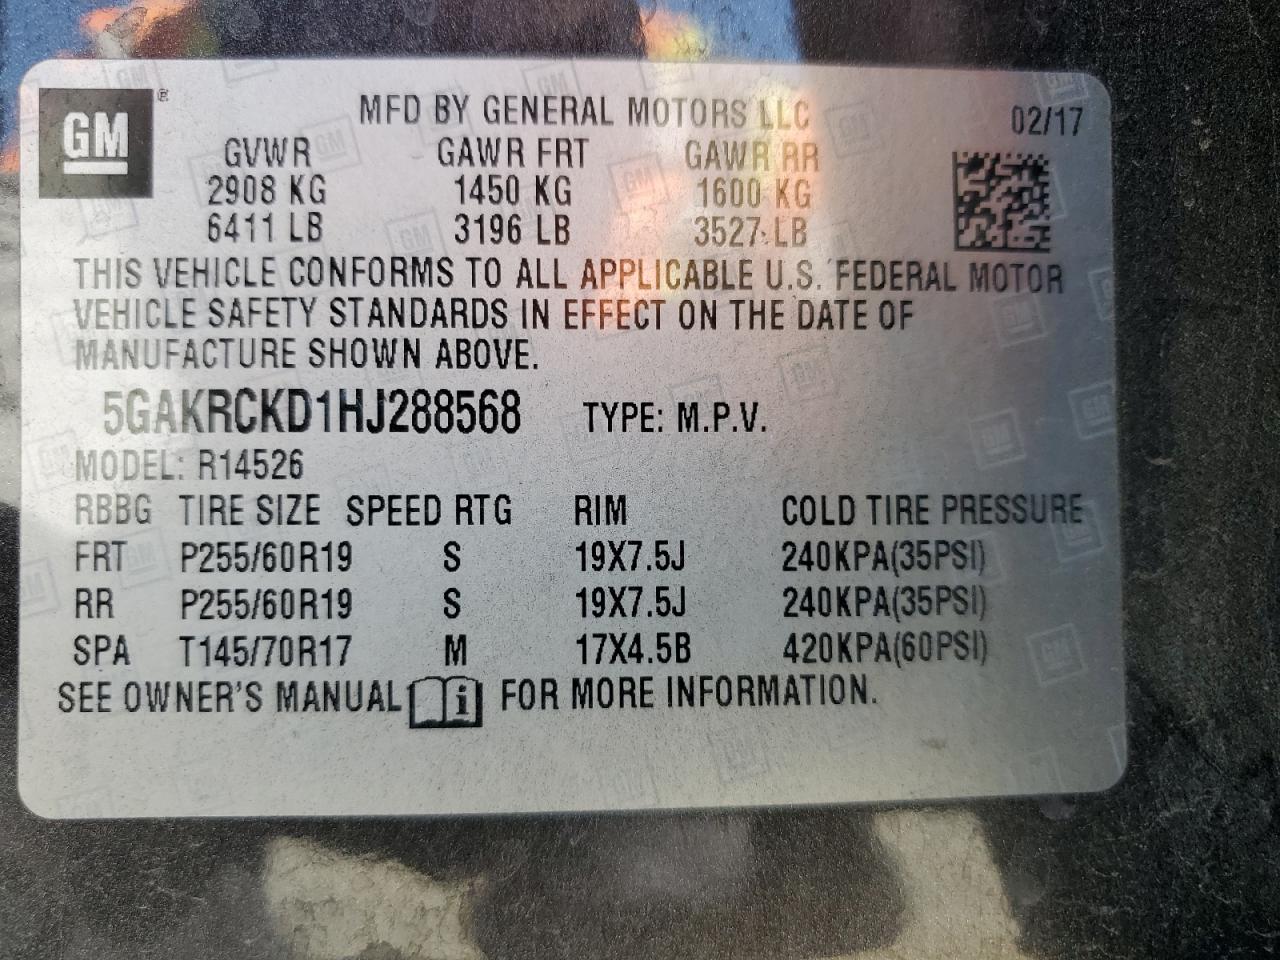 GM®
MFD BY GENERAL MOTORS LLC 02/17
GVWR GAWR FRT GAWR RR
2908 KG 1450 KG 1600 KG
6411 LB 3196 LB 3527 LB
THIS VEHICLE CONFORMS TO ALL APPLICABLE U.S. FEDERAL MOTOR
VEHICLE SAFETY STANDARDS IN EFFECT ON THE DATE OF
MANUFACTURE SHOWN ABOVE.
5GAKRCKD1HJ288568 TYPE: M.P.V.
MODEL: R14526
RBBG TIRE SIZE SPEED RTG RIM COLD TIRE PRESSURE
FRT P255/60R19 S 19X7.5J 240KPA(35PSI)
RR P255/60R19 S 19X7.5J 240KPA(35PSI)
SPA T145/70R17 M 17X4.5B 420KPA(60PSI)
SEE OWNER'S MANUAL i FOR MORE INFORMATION.